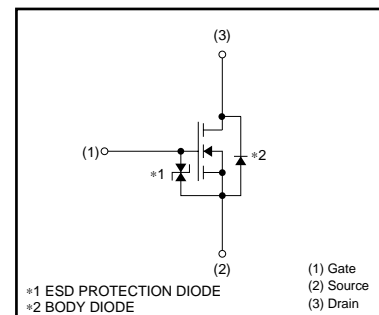 (3)
(1)
∗1
∗2
(2)
∗1 ESD PROTECTION DIODE
∗2 BODY DIODE
(1) Gate
(2) Source
(3) Drain